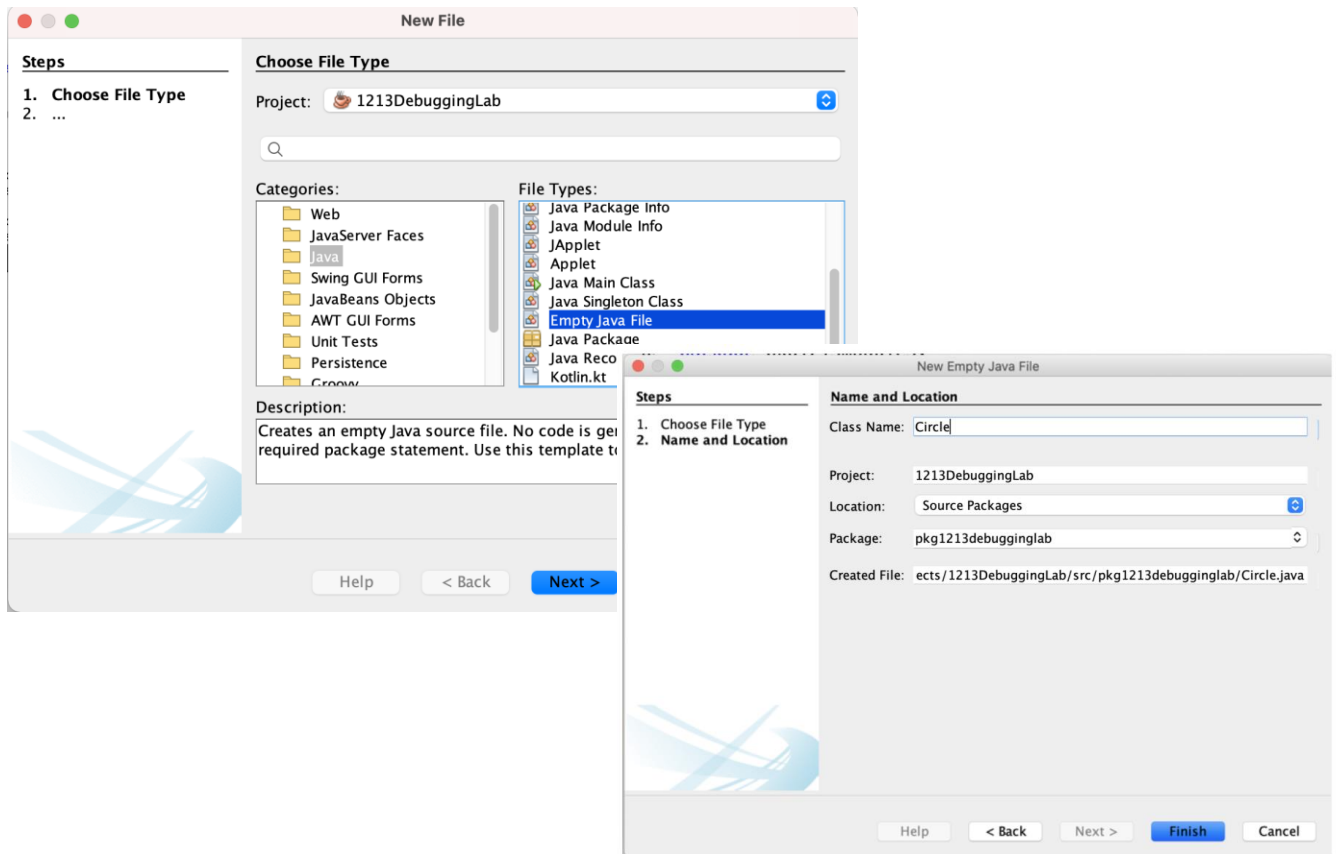 New File
Steps
1. Choose File Type
2. ...
Choose File Type
Project: 1213DebuggingLab
Categories:
Web
JavaServer Faces
Java
Swing GUI Forms
JavaBeans Objects
AWT GUI Forms
Unit Tests
Persistence
Groovy
File Types:
Java Package Info
Java Module Info
JApplet
Applet
Java Main Class
Java Singleton Class
Empty Java File
Java Package
Java Reco
Kotlin.kt
Description:
Creates an empty Java source file. No code is ge
required package statement. Use this template t
Help
< Back
Next >
New Empty Java File
Steps
1. Choose File Type
2. Name and Location
Name and Location
Class Name: Circle
Project: 1213DebuggingLab
Location: Source Packages
Package: pkg1213debugginglab
Created File: ects/1213DebuggingLab/src/pkg1213debugginglab/Circle.java
Help
< Back
Next >
Finish
Cancel